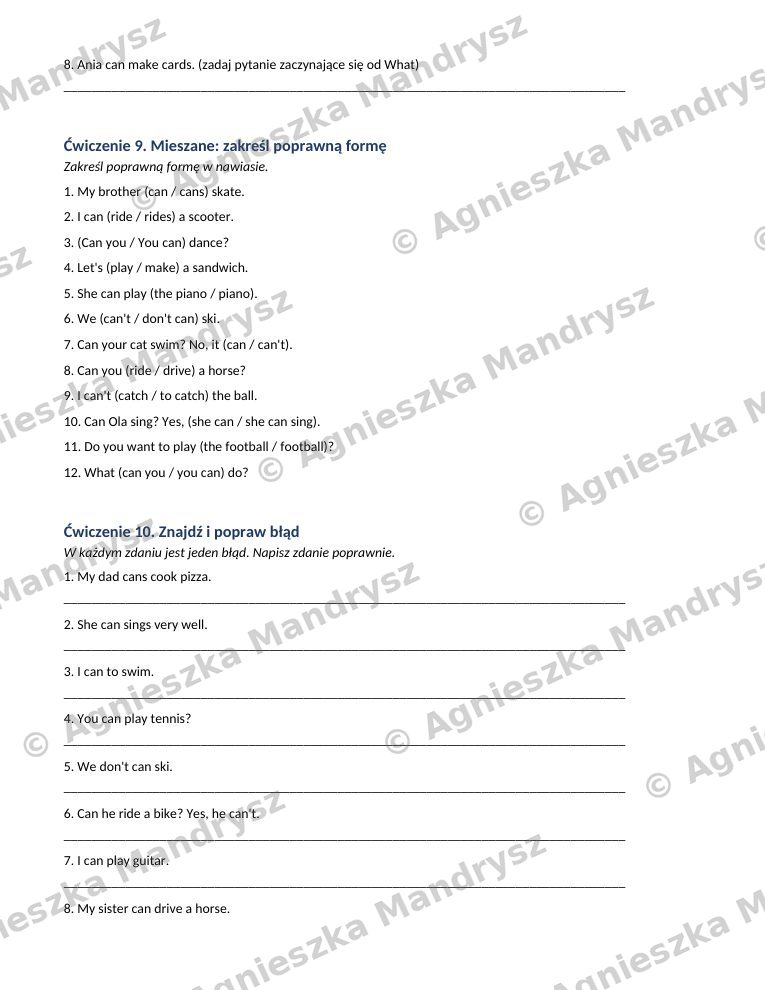 8. Ania can make cards. (zadaj pytanie zaczynające się od What)
Ćwiczenie 9. Mieszane: zakreśl poprawną formę
Zakreśl poprawną formę w nawiasie.
1. My brother (can / cans) skate.
2. I can (ride / rides) a scooter.
3. (Can you / You can) dance?
4. Let's (play / make) a sandwich.
5. She can play (the piano / piano).
6. We (can't / don't can) ski.
7. Can your cat swim? No, it (can / can't).
8. Can you (ride / drive) a horse?
9. I can't (catch / to catch) the ball.
10. Can Ola sing? Yes, (she can / she can sing).
11. Do you want to play (the football / football)?
12. What (can you / you can) do?
Ćwiczenie 10. Znajdź i popraw błąd
W każdym zdaniu jest jeden błąd. Napisz zdanie poprawnie.
1. My dad cans cook pizza.
2. She can sings very well.
3. I can to swim.
4. You can play tennis?
5. We don't can ski.
6. Can he ride a bike? Yes, he can't.
7. I can play guitar.
8. My sister can drive a horse.
© Agnieszka Mandrysz